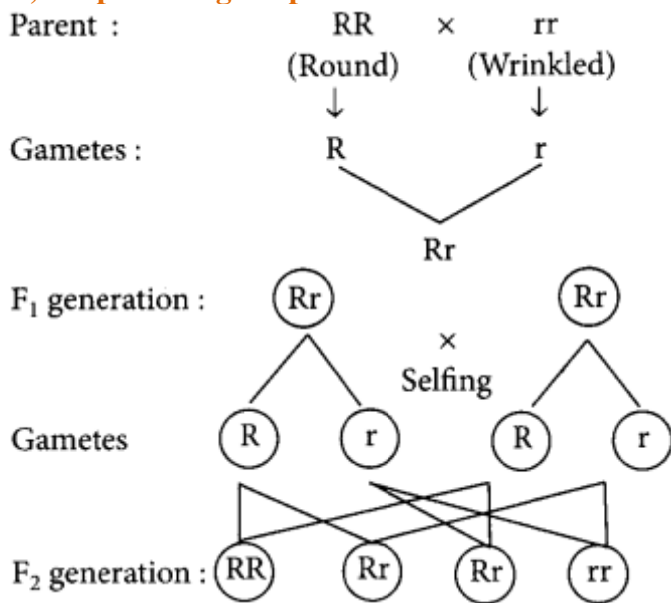 Parent : RR × rr
(Round) (Wrinkled)
Gametes : R r
Rr
F₁ generation : Rr Rr
×
Selfing
Gametes R r R r
F₂ generation : RR Rr Rr rr